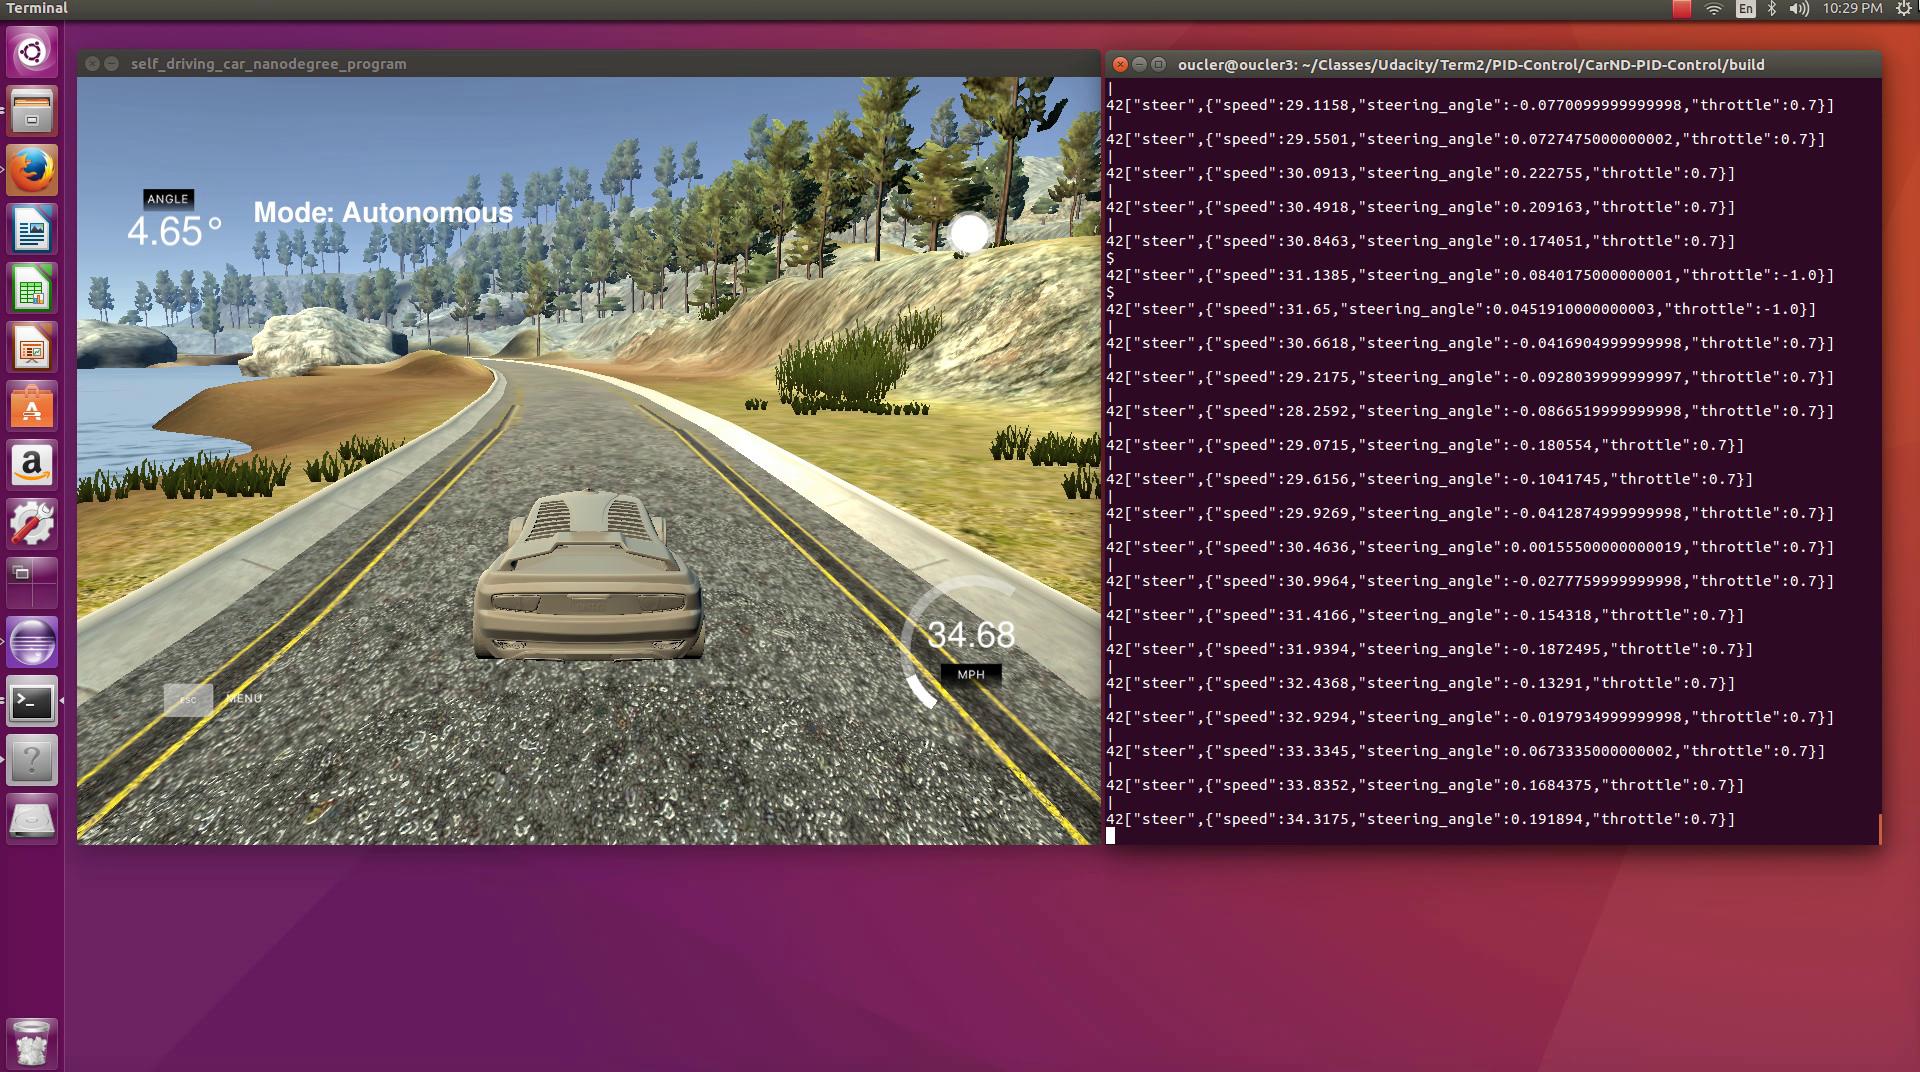 Terminal
En
10:29 PM
self_driving_car_nanodegree_program
ANGLE
4.65°
Mode: Autonomous
34.68
MPH
ESC
MENU
a
?
oucler@oucler3: ~/Classes/Udacity/Term2/PID-Control/CarND-PID-Control/build
|
42["steer",{"speed":29.1158,"steering_angle":-0.0770099999999998,"throttle":0.7}]
|
42["steer",{"speed":29.5501,"steering_angle":0.0727475000000002,"throttle":0.7}]
|
42["steer",{"speed":30.0913,"steering_angle":0.222755,"throttle":0.7}]
|
42["steer",{"speed":30.4918,"steering_angle":0.209163,"throttle":0.7}]
|
42["steer",{"speed":30.8463,"steering_angle":0.174051,"throttle":0.7}]
$
42["steer",{"speed":31.1385,"steering_angle":0.0840175000000001,"throttle":-1.0}]
$
42["steer",{"speed":31.65,"steering_angle":0.0451910000000003,"throttle":-1.0}]
|
42["steer",{"speed":30.6618,"steering_angle":-0.0416904999999998,"throttle":0.7}]
|
42["steer",{"speed":29.2175,"steering_angle":-0.0928039999999997,"throttle":0.7}]
|
42["steer",{"speed":28.2592,"steering_angle":-0.0866519999999998,"throttle":0.7}]
|
42["steer",{"speed":29.0715,"steering_angle":-0.180554,"throttle":0.7}]
|
42["steer",{"speed":29.6156,"steering_angle":-0.1041745,"throttle":0.7}]
|
42["steer",{"speed":29.9269,"steering_angle":-0.0412874999999998,"throttle":0.7}]
|
42["steer",{"speed":30.4636,"steering_angle":0.00155500000000019,"throttle":0.7}]
|
42["steer",{"speed":30.9964,"steering_angle":-0.0277759999999998,"throttle":0.7}]
|
42["steer",{"speed":31.4166,"steering_angle":-0.154318,"throttle":0.7}]
|
42["steer",{"speed":31.9394,"steering_angle":-0.1872495,"throttle":0.7}]
|
42["steer",{"speed":32.4368,"steering_angle":-0.13291,"throttle":0.7}]
|
42["steer",{"speed":32.9294,"steering_angle":-0.0197934999999998,"throttle":0.7}]
|
42["steer",{"speed":33.3345,"steering_angle":0.0673335000000002,"throttle":0.7}]
|
42["steer",{"speed":33.8352,"steering_angle":0.1684375,"throttle":0.7}]
|
42["steer",{"speed":34.3175,"steering_angle":0.191894,"throttle":0.7}]